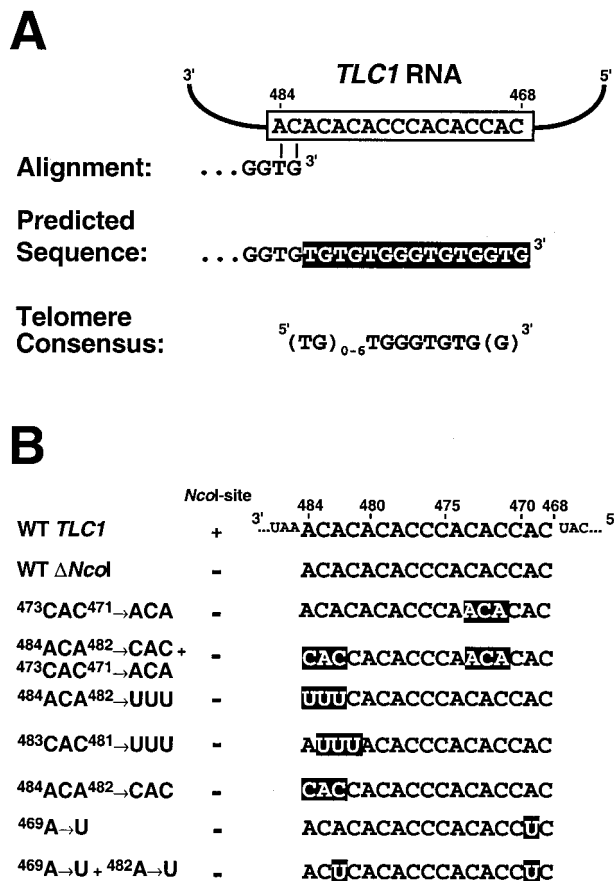 A
TLC1 RNA
3' 5'
484 468
ACACACACCCACACCAC
Alignment: ...GGTG 3'
Predicted
Sequence: ...GGTGTGTGTGGGTGTGGTG 3'
Telomere
Consensus: 5' (TG)0-6TGGGTGTG(G) 3'
B
NcoI-site 484 480 475 470 468
WT TLC1 + 3' ...UAAACACACACCCACACCACUAC... 5
WT ΔNcoI - ACACACACCCACACCAC
473CAC471→ACA - ACACACACCCAACACAC
484ACA482→CAC +
473CAC471→ACA - CACCACACCCAACACAC
484ACA482→UUU - UUUCACACCCACACCAC
483CAC481→UUU - AUUUACACCCACACCAC
484ACA482→CAC - CACCACACCCACACCAC
469A→U - ACACACACCCACACCUC
469A→U + 482A→U - ACUCACACCCACACCUC